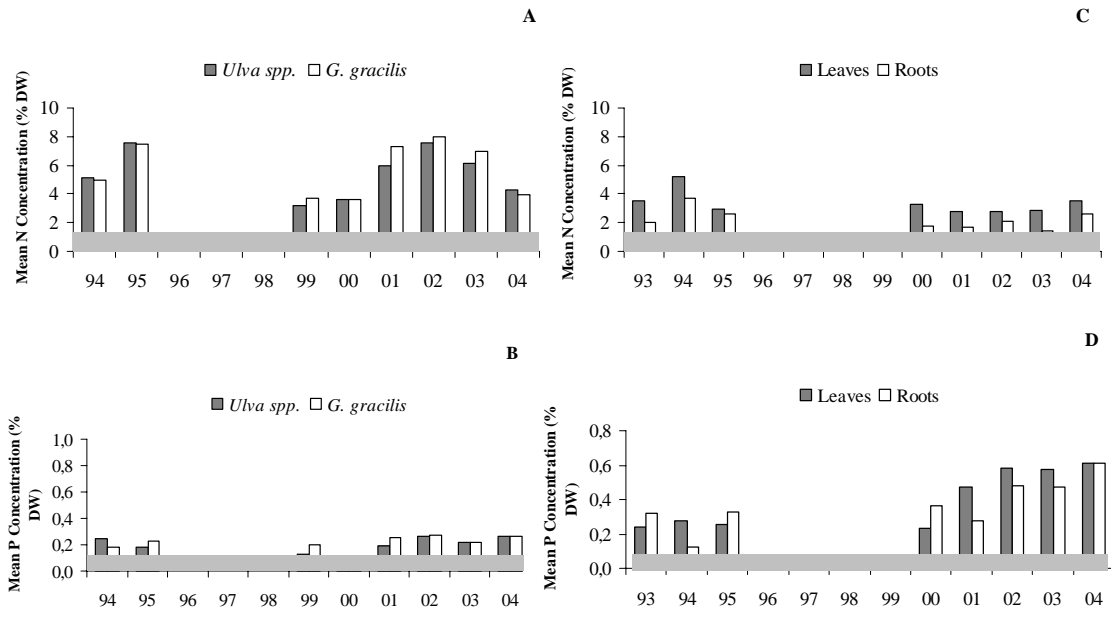 A
Ulva spp. G. gracilis
Mean N Concentration (% DW)
10
8
6
4
2
0
94 95 96 97 98 99 00 01 02 03 04
C
Leaves Roots
Mean N Concentration (% DW)
10
8
6
4
2
0
93 94 95 96 97 98 99 00 01 02 03 04
B
Ulva spp. G. gracilis
Mean P Concentration (%
DW)
1,0
0,8
0,6
0,4
0,2
0,0
94 95 96 97 98 99 00 01 02 03 04
D
Leaves Roots
Mean P Concentration (%
DW)
0,8
0,6
0,4
0,2
0,0
93 94 95 96 97 98 99 00 01 02 03 04